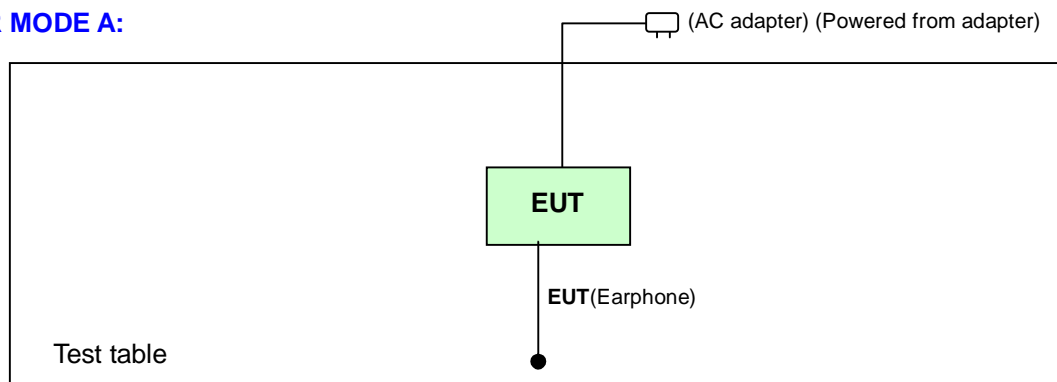 MODE A:
(AC adapter) (Powered from adapter)
EUT
EUT(Earphone)
Test table